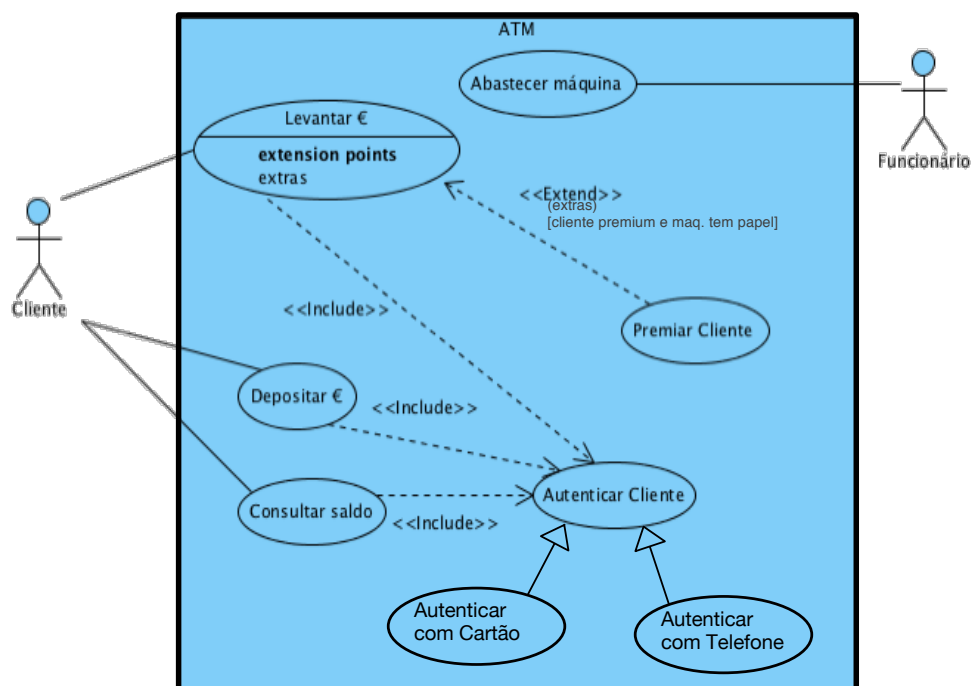 ATM
Abastecer máquina
Levantar €
extension points
extras
Funcionário
<<Extend>>
(extras)
[cliente premium e maq. tem papel]
Cliente
<<Include>>
Premiar Cliente
Depositar €
<<Include>>
Autenticar Cliente
Consultar saldo
<<Include>>
Autenticar
com Cartão
Autenticar
com Telefone